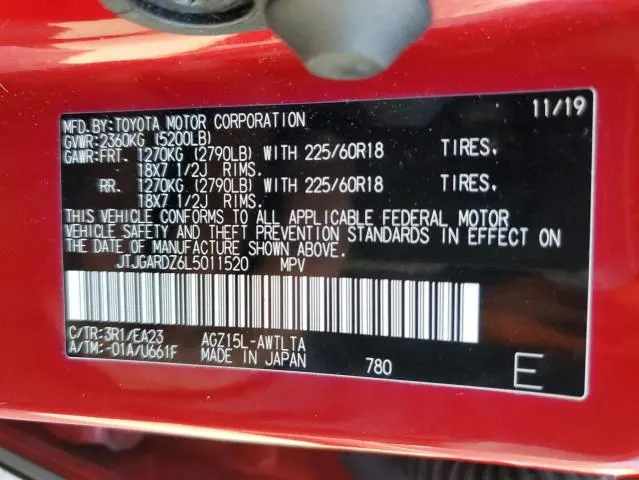 11/19
MFD.BY:TOYOTA MOTOR CORPORATION
GVWR:2360KG (5200LB)
GAWR:FRT. 1270KG (2790LB) WITH 225/60R18 TIRES,
18X7 1/2J RIMS.
RR. 1270KG (2790LB) WITH 225/60R18 TIRES,
18X7 1/2J RIMS.
THIS VEHICLE CONFORMS TO ALL APPLICABLE FEDERAL MOTOR
VEHICLE SAFETY AND THEFT PREVENTION STANDARDS IN EFFECT ON
THE DATE OF MANUFACTURE SHOWN ABOVE.
JTJGARDZ6L5011520 MPV
C/TR:3R1/EA23 AGZ15L-AWTLTA
A/TM:-01A/U661F MADE IN JAPAN 780
E